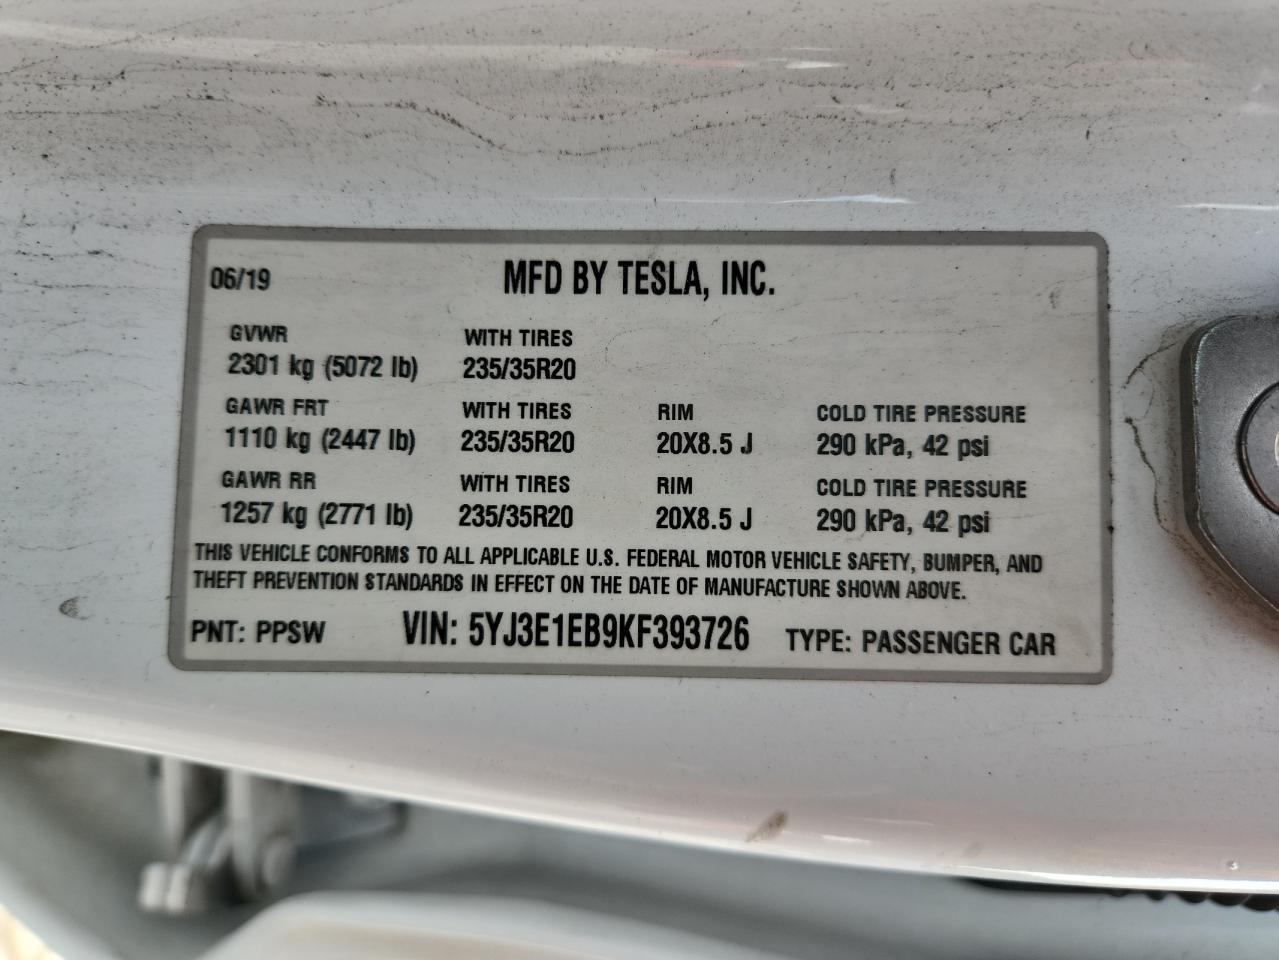 06/19 MFD BY TESLA, INC.
GVWR WITH TIRES
2301 kg (5072 lb) 235/35R20
GAWR FRT WITH TIRES RIM COLD TIRE PRESSURE
1110 kg (2447 lb) 235/35R20 20X8.5 J 290 kPa, 42 psi
GAWR RR WITH TIRES RIM COLD TIRE PRESSURE
1257 kg (2771 lb) 235/35R20 20X8.5 J 290 kPa, 42 psi
THIS VEHICLE CONFORMS TO ALL APPLICABLE U.S. FEDERAL MOTOR VEHICLE SAFETY, BUMPER, AND
THEFT PREVENTION STANDARDS IN EFFECT ON THE DATE OF MANUFACTURE SHOWN ABOVE.
PNT: PPSW VIN: 5YJ3E1EB9KF393726 TYPE: PASSENGER CAR